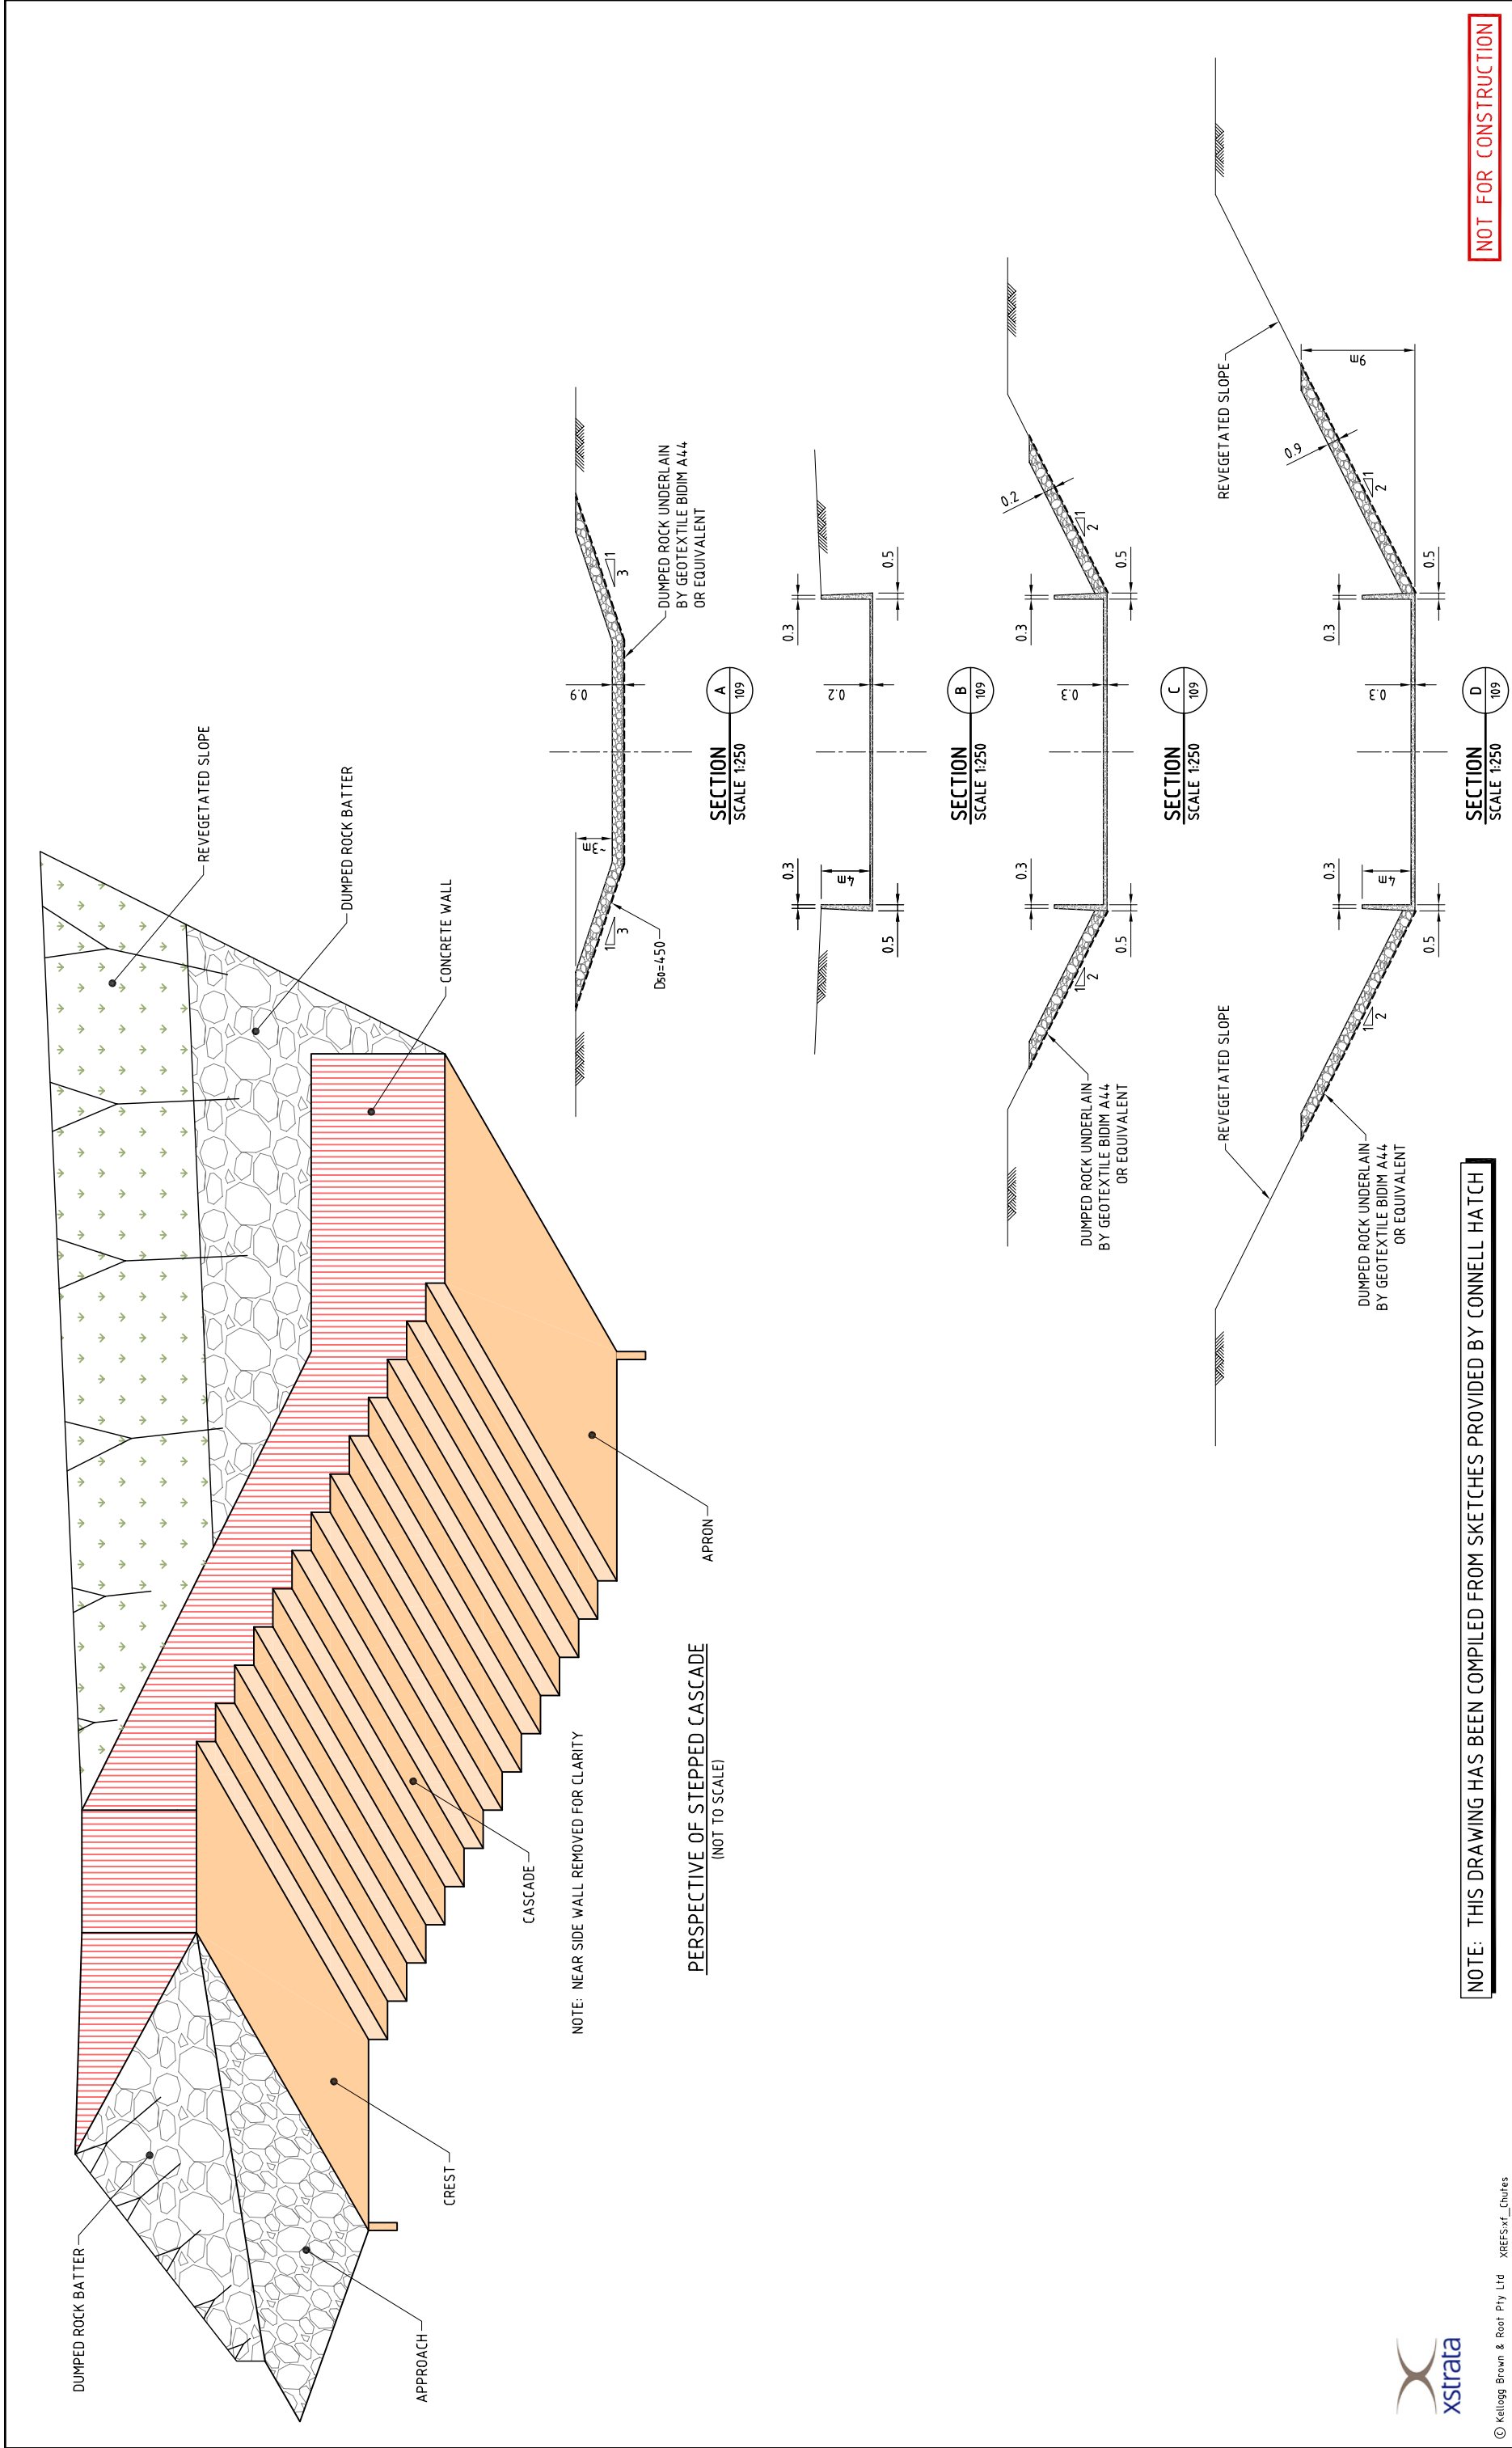 DUMPED ROCK BATTER
APPROACH
CREST
CASCADE
NOTE: NEAR SIDE WALL REMOVED FOR CLARITY
PERSPECTIVE OF STEPPED CASCADE
(NOT TO SCALE)
APRON
CONCRETE WALL
DUMPED ROCK BATTER
REVEGETATED SLOPE
~3m
0.9
1
3
1
3
D50=450
DUMPED ROCK UNDERLAIN
BY GEOTEXTILE BIDIM A44
OR EQUIVALENT
SECTION
SCALE 1:250
A
109
0.3
4m
0.5
0.2
0.3
0.5
SECTION
SCALE 1:250
B
109
0.3
0.5
1
2
0.3
0.3
0.5
0.2
1
2
DUMPED ROCK UNDERLAIN
BY GEOTEXTILE BIDIM A44
OR EQUIVALENT
SECTION
SCALE 1:250
C
109
REVEGETATED SLOPE
REVEGETATED SLOPE
0.3
4m
0.5
1
2
0.3
0.3
0.5
0.9
1
2
9m
DUMPED ROCK UNDERLAIN
BY GEOTEXTILE BIDIM A44
OR EQUIVALENT
SECTION
SCALE 1:250
D
109
NOTE: THIS DRAWING HAS BEEN COMPILED FROM SKETCHES PROVIDED BY CONNELL HATCH
NOT FOR CONSTRUCTION
xstrata
© Kellogg Brown & Root Pty Ltd XREFS:xf_Chutes